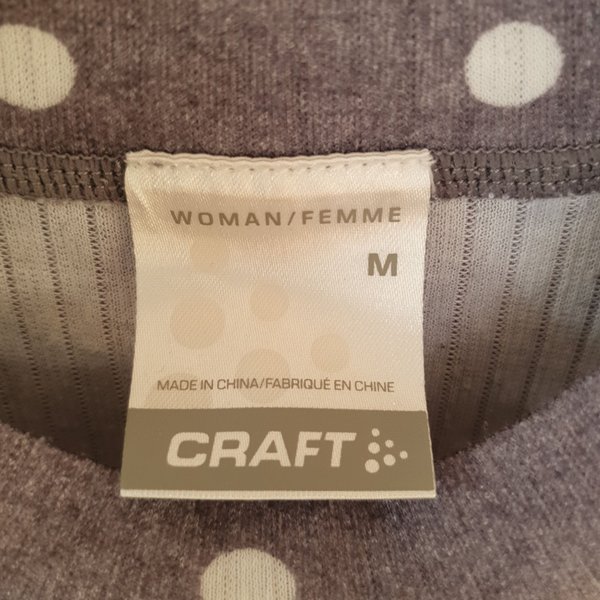 WOMAN/FEMME
M
MADE IN CHINA/FABRIQUÉ EN CHINE
CRAFT